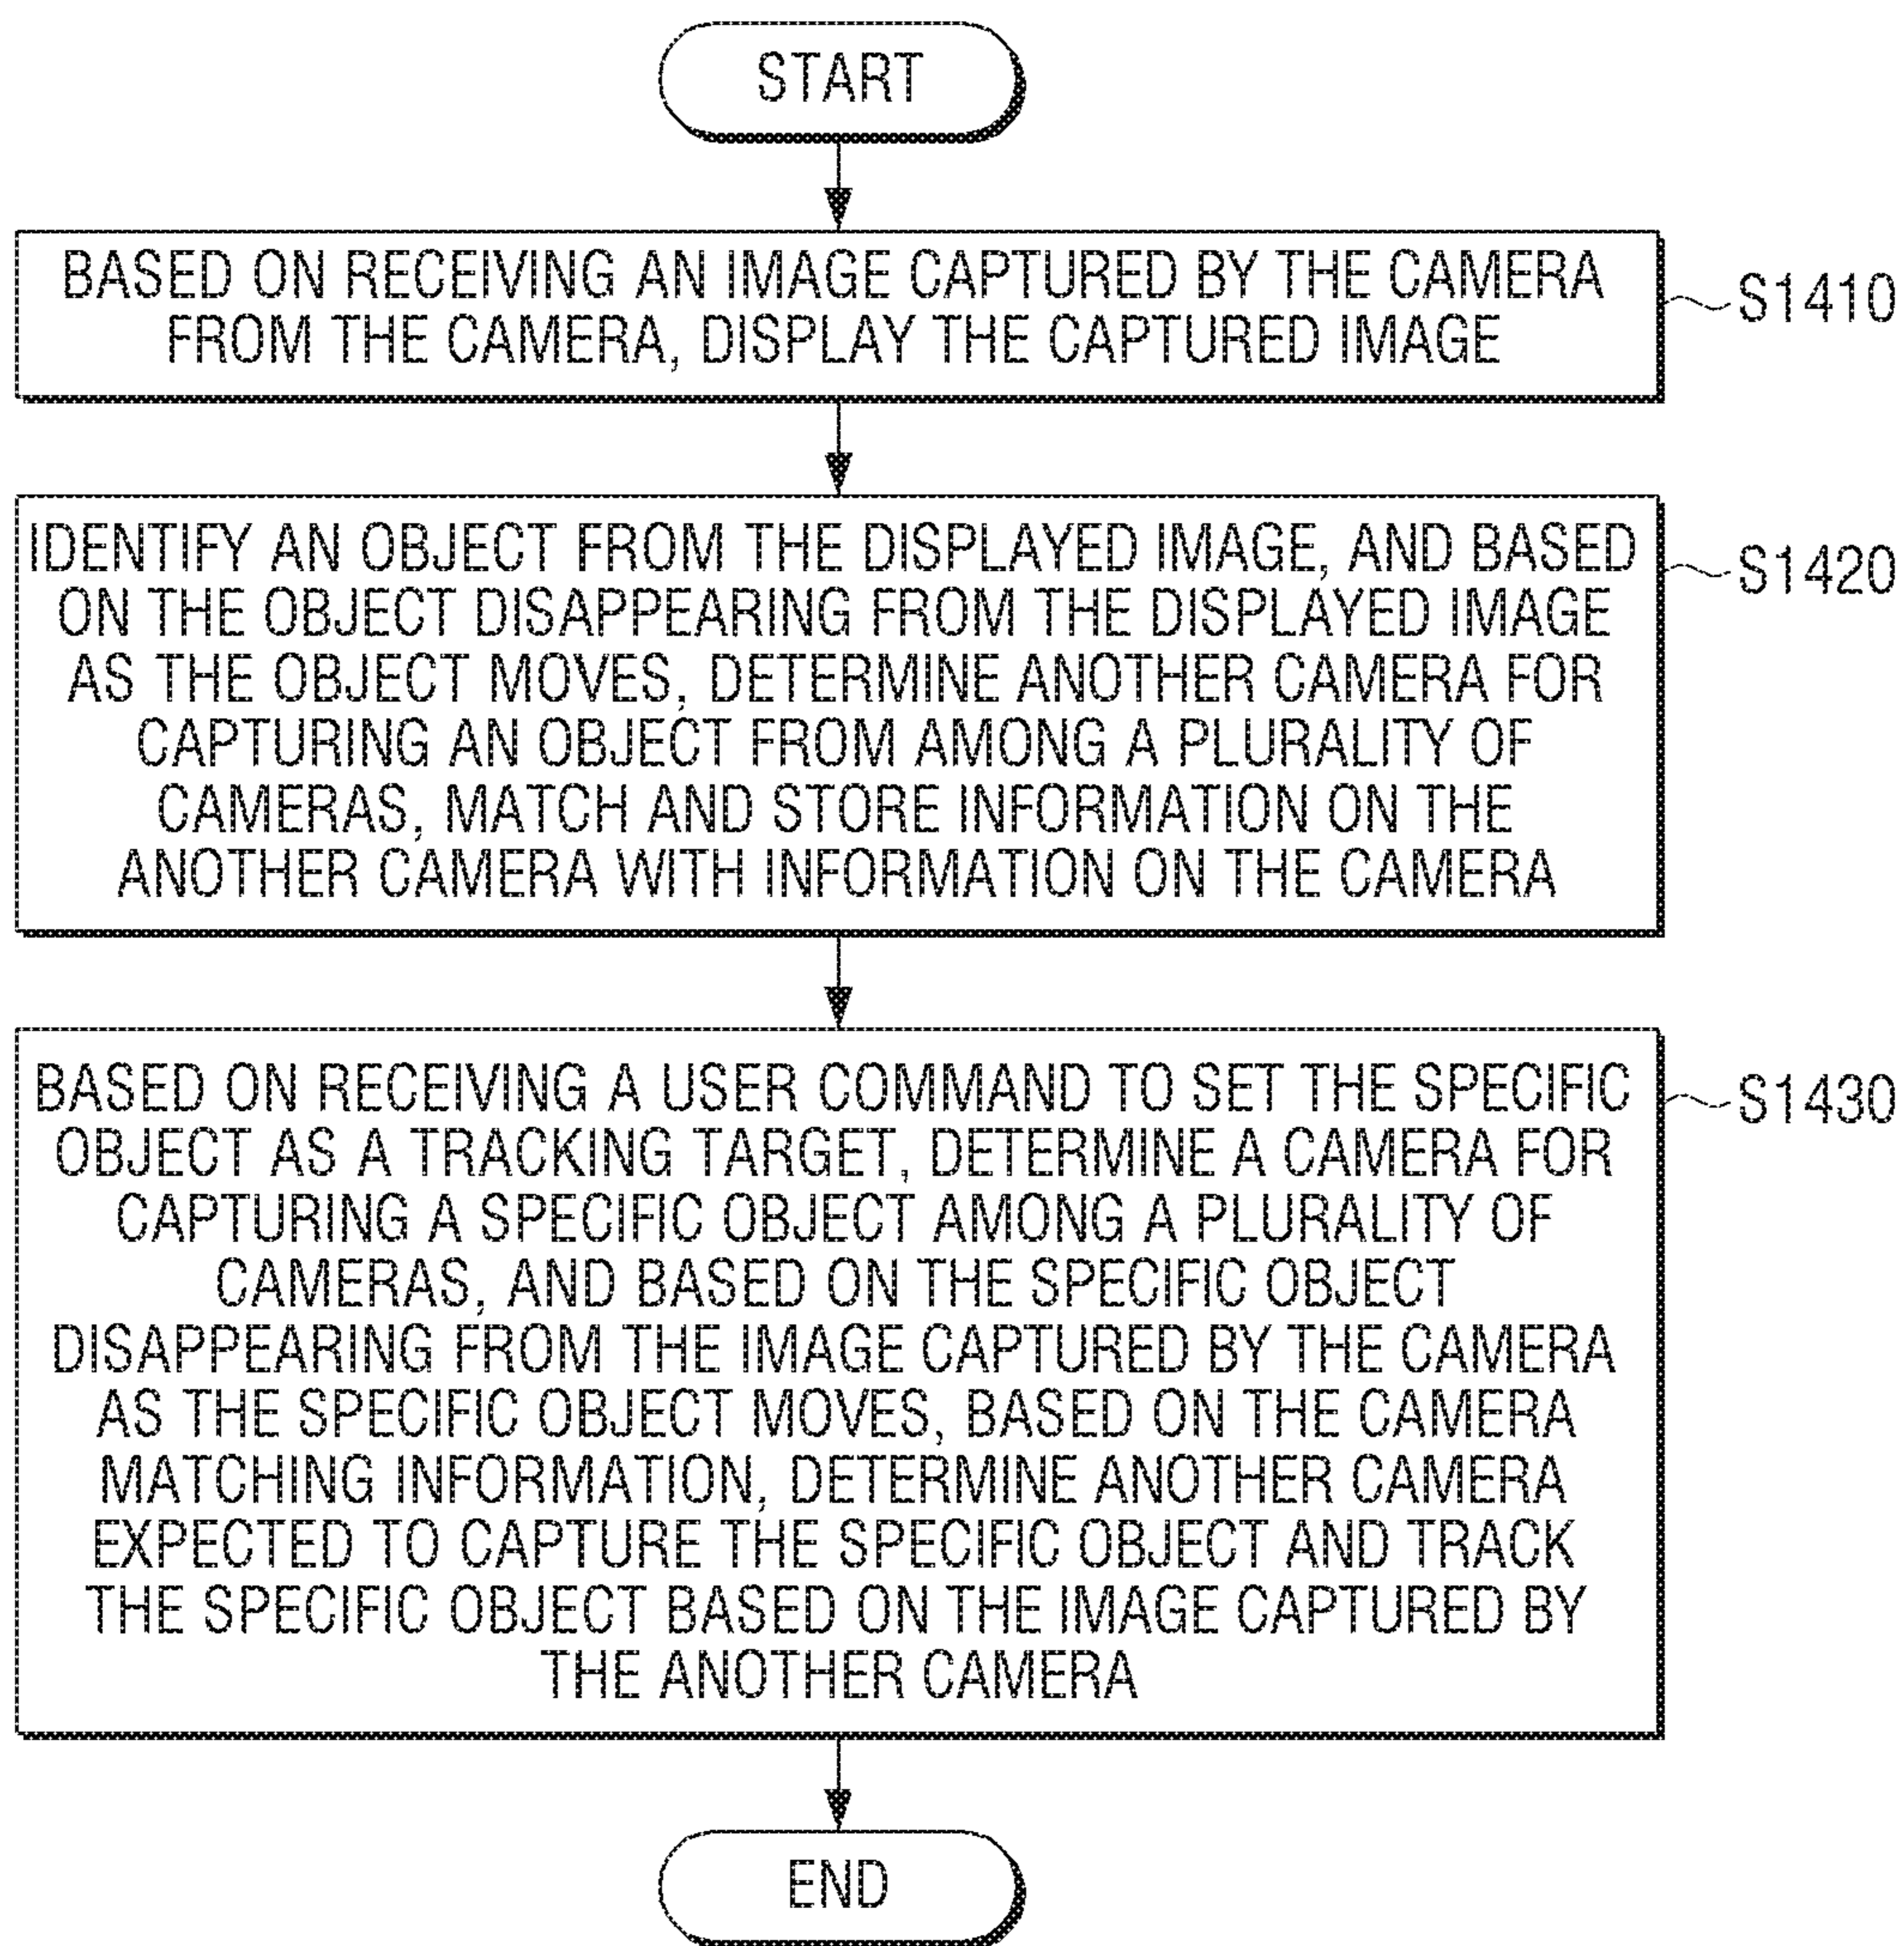 START
BASED ON RECEIVING AN IMAGE CAPTURED BY THE CAMERA
FROM THE CAMERA, DISPLAY THE CAPTURED IMAGE
S1410
IDENTIFY AN OBJECT FROM THE DISPLAYED IMAGE, AND BASED
ON THE OBJECT DISAPPEARING FROM THE DISPLAYED IMAGE
AS THE OBJECT MOVES, DETERMINE ANOTHER CAMERA FOR
CAPTURING AN OBJECT FROM AMONG A PLURALITY OF
CAMERAS, MATCH AND STORE INFORMATION ON THE
ANOTHER CAMERA WITH INFORMATION ON THE CAMERA
S1420
BASED ON RECEIVING A USER COMMAND TO SET THE SPECIFIC
OBJECT AS A TRACKING TARGET, DETERMINE A CAMERA FOR
CAPTURING A SPECIFIC OBJECT AMONG A PLURALITY OF
CAMERAS, AND BASED ON THE SPECIFIC OBJECT
DISAPPEARING FROM THE IMAGE CAPTURED BY THE CAMERA
AS THE SPECIFIC OBJECT MOVES, BASED ON THE CAMERA
MATCHING INFORMATION, DETERMINE ANOTHER CAMERA
EXPECTED TO CAPTURE THE SPECIFIC OBJECT AND TRACK
THE SPECIFIC OBJECT BASED ON THE IMAGE CAPTURED BY
THE ANOTHER CAMERA
S1430
END